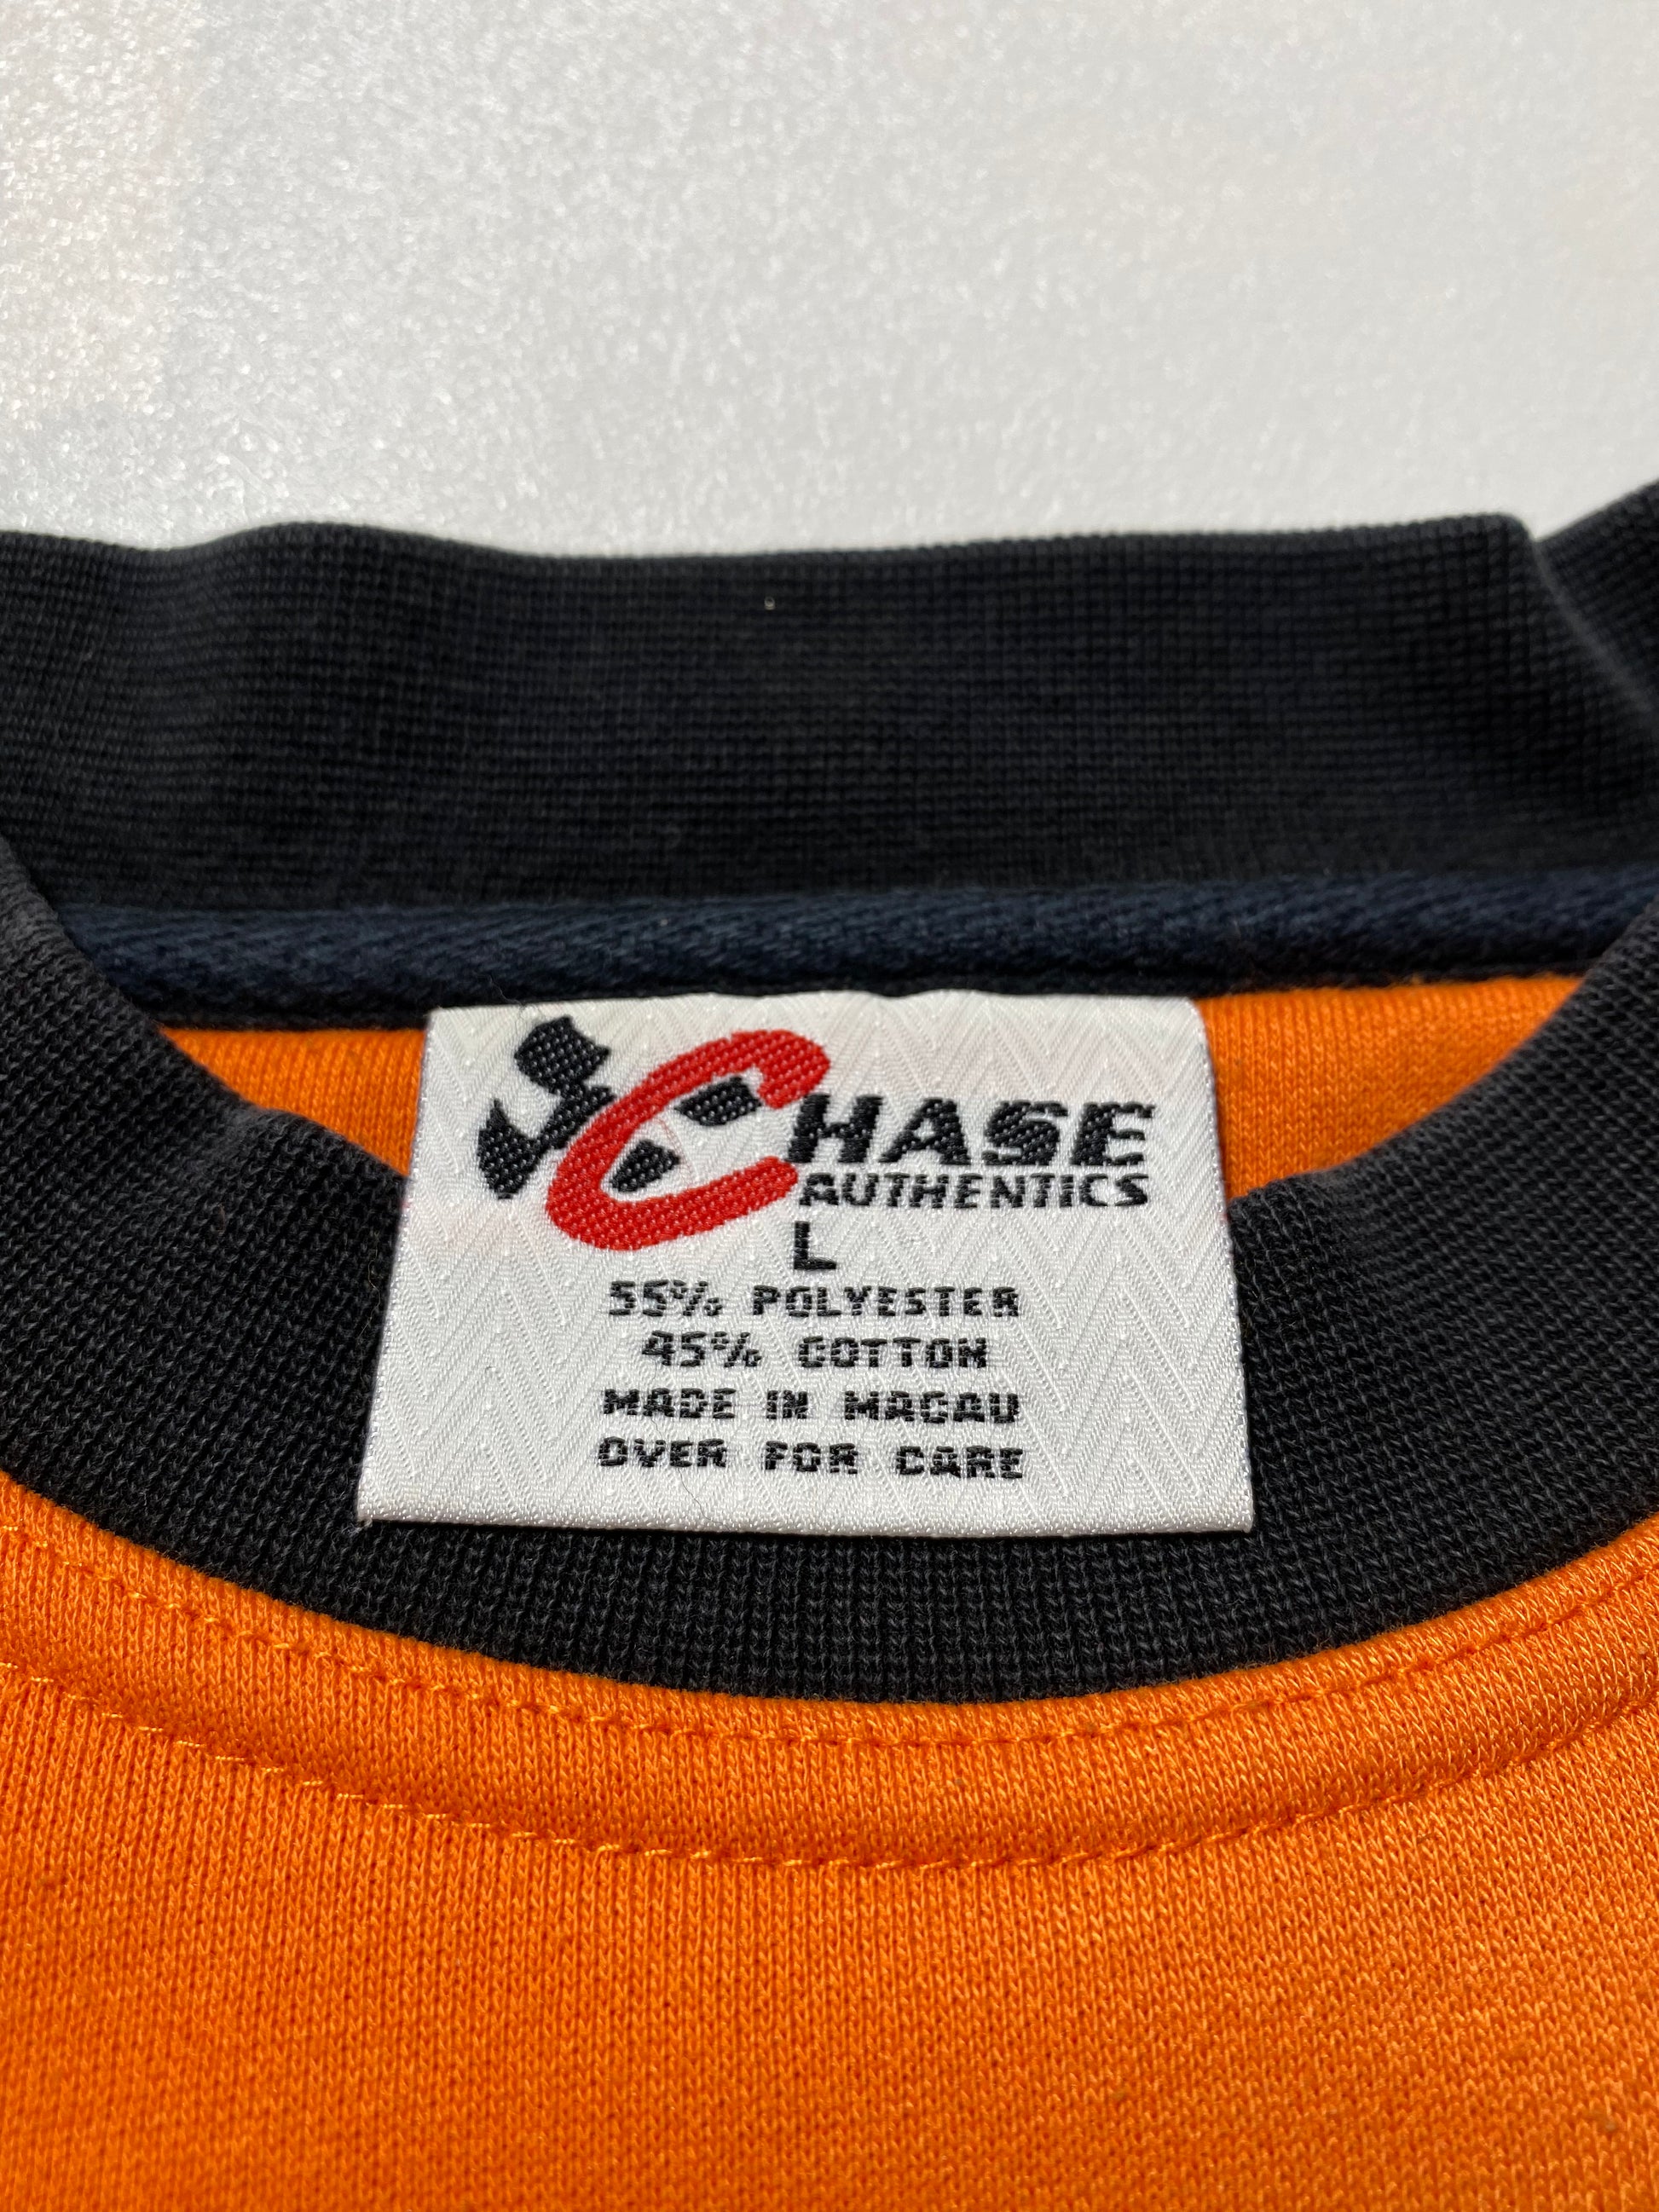 CHASE
AUTHENTICS
L
55% POLYESTER
45% COTTON
MADE IN MACAU
OVER FOR CARE